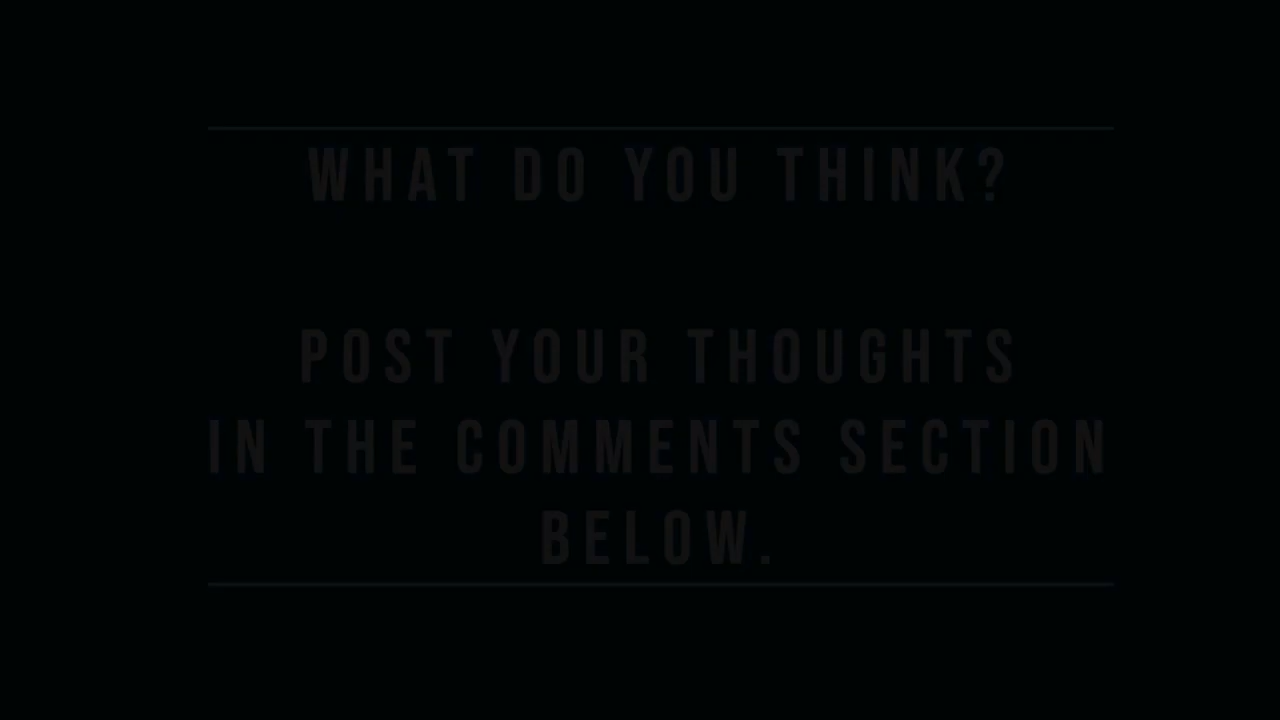 WHAT DO YOU THINK?
POST YOUR THOUGHTS
IN THE COMMENTS SECTION
BELOW.